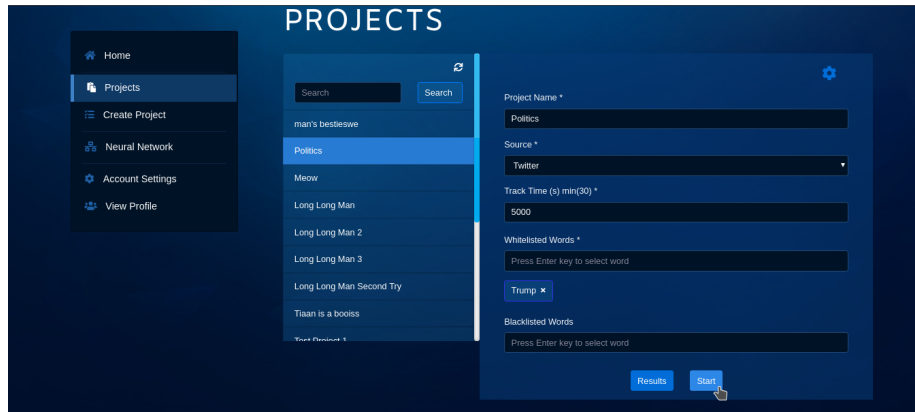 PROJECTS
Home
Projects
Create Project
Neural Network
Account Settings
View Profile
Search
Search
man's bestieswe
Politics
Meow
Long Long Man
Long Long Man 2
Long Long Man 3
Long Long Man Second Try
Tiaan is a booiss
Test Project 1
Project Name *
Politics
Source *
Twitter
Track Time (s) min(30) *
5000
Whitelisted Words *
Press Enter key to select word
Trump ×
Blacklisted Words
Press Enter key to select word
Results
Start